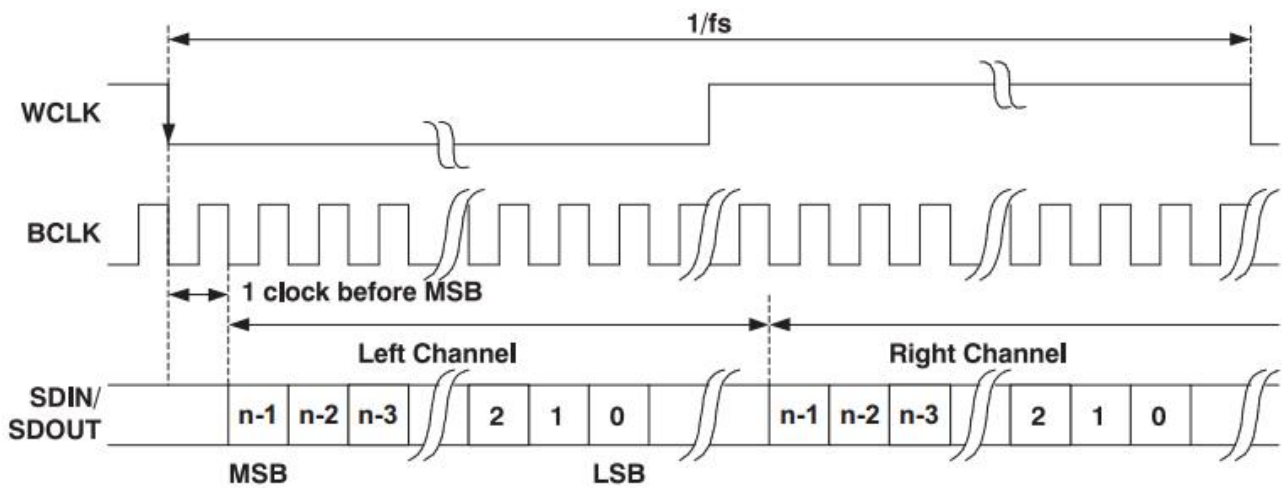 1/fs
WCLK
BCLK
1 clock before MSB
Left Channel Right Channel
SDIN/
SDOUT
n-1 n-2 n-3 2 1 0 n-1 n-2 n-3 2 1 0
MSB LSB